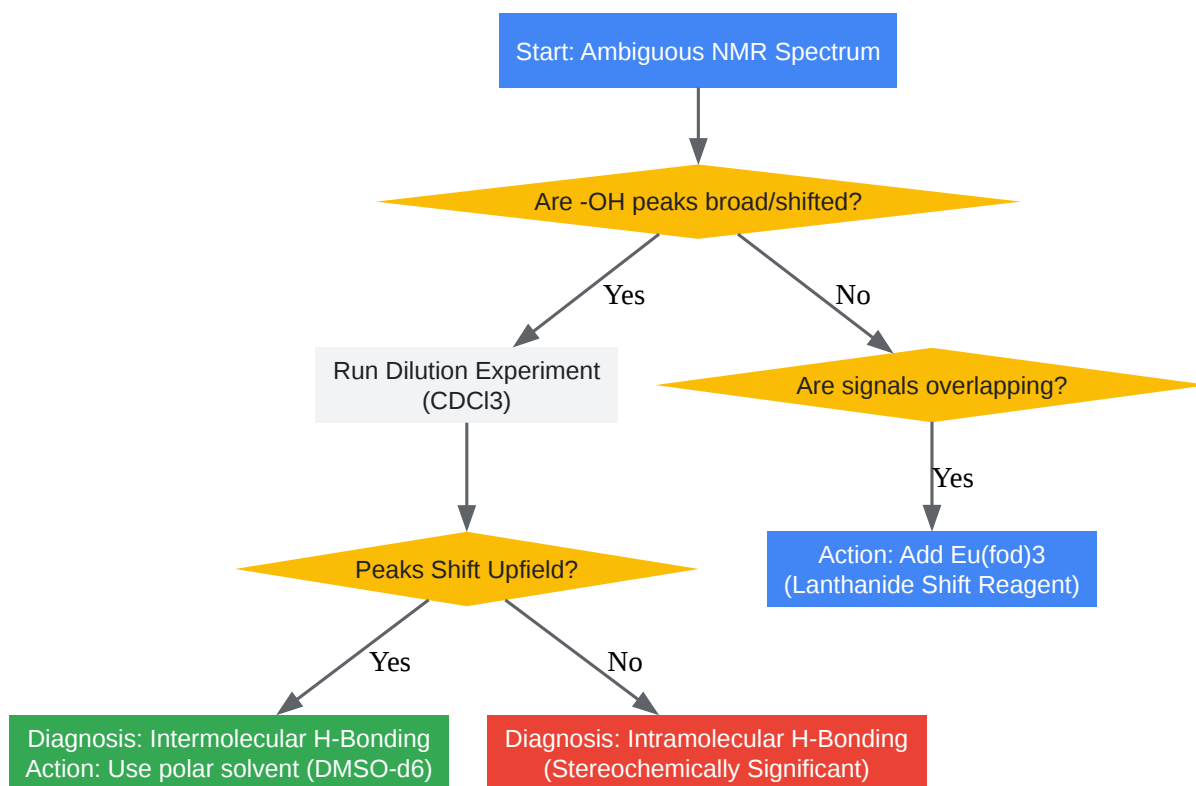 Start: Ambiguous NMR Spectrum
Are -OH peaks broad/shifted?
Yes
No
Run Dilution Experiment
(CDCl3)
Are signals overlapping?
Yes
Peaks Shift Upfield?
Action: Add Eu(fod)3
(Lanthanide Shift Reagent)
Yes
No
Diagnosis: Intermolecular H-Bonding
Action: Use polar solvent (DMSO-d6)
Diagnosis: Intramolecular H-Bonding
(Stereochemically Significant)